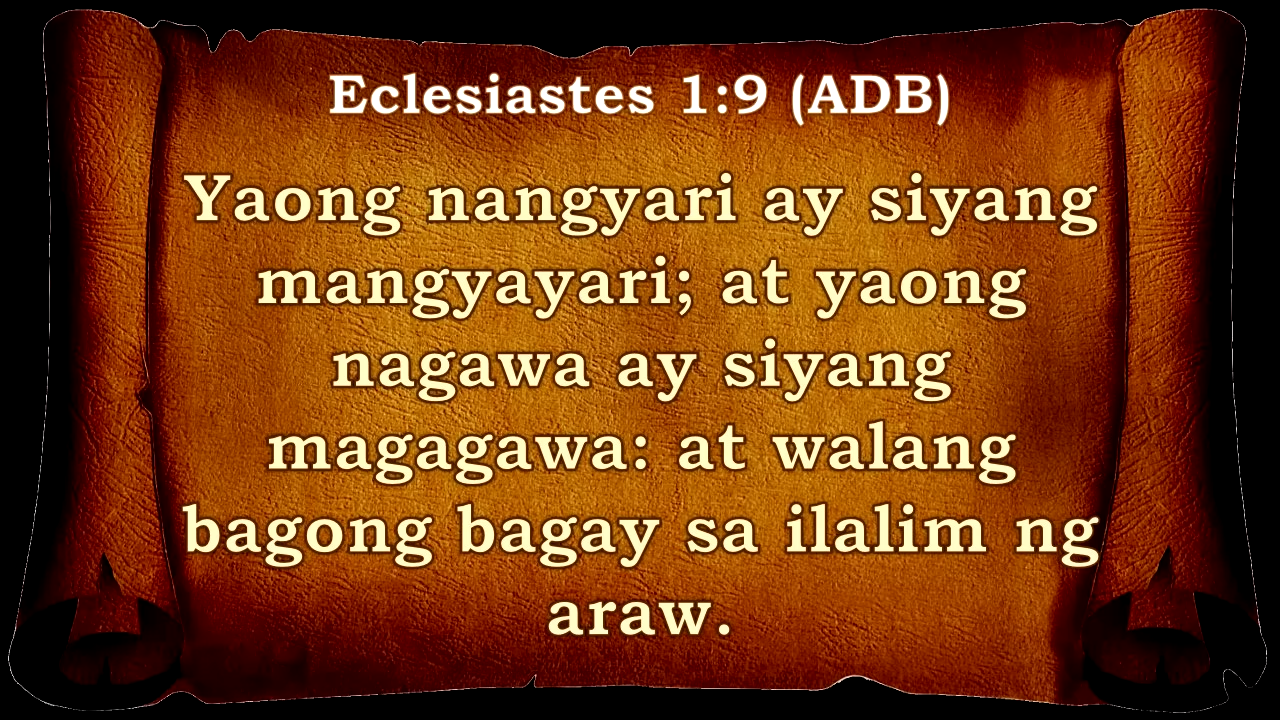 Eclesiastes 1:9 (ADB)
Yaong nangyari ay siyang
mangyayari; at yaong
nagawa ay siyang
magagawa: at walang
bagong bagay sa ilalim ng
araw.